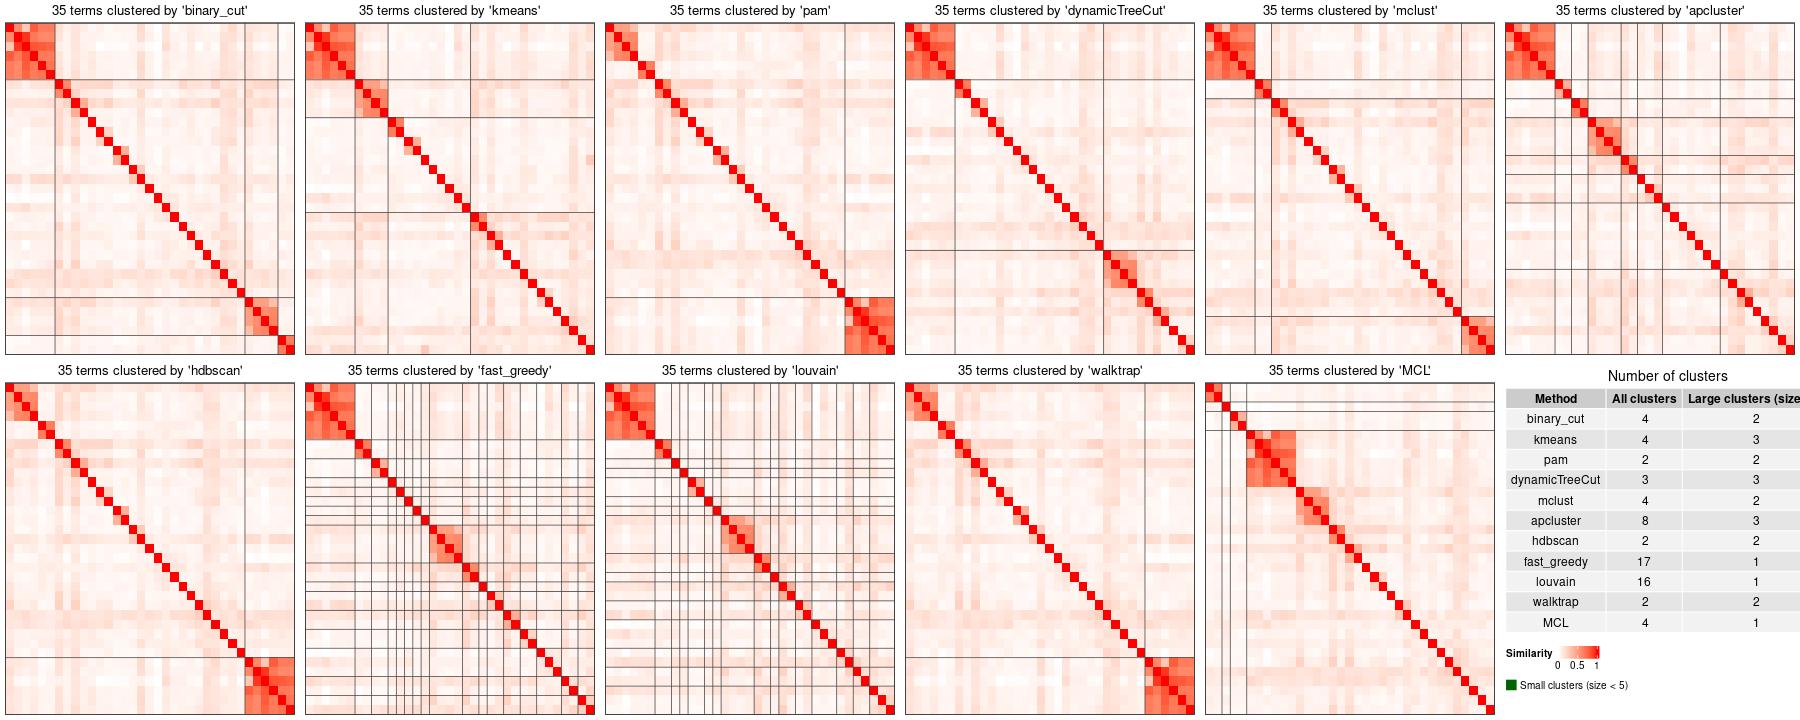 35 terms clustered by 'binary_cut'
35 terms clustered by 'kmeans'
35 terms clustered by 'pam'
35 terms clustered by 'dynamicTreeCut'
35 terms clustered by 'mclust'
35 terms clustered by 'apcluster'
35 terms clustered by 'hdbscan'
35 terms clustered by 'fast_greedy'
35 terms clustered by 'louvain'
35 terms clustered by 'walktrap'
35 terms clustered by 'MCL'
Number of clusters
Method All clusters Large clusters (size
binary_cut 4 2
kmeans 4 3
pam 2 2
dynamicTreeCut 3 3
mclust 4 2
apcluster 8 3
hdbscan 2 2
fast_greedy 17 1
louvain 16 1
walktrap 2 2
MCL 4 1
Similarity
0 0.5 1
Small clusters (size < 5)